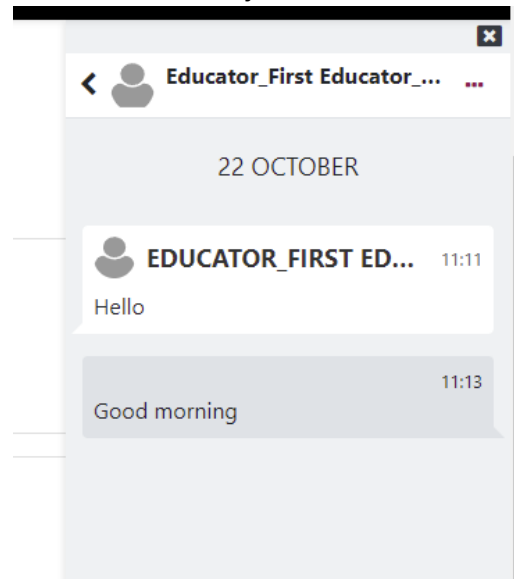 Educator_First Educator_...
22 OCTOBER
EDUCATOR_FIRST ED... 11:11
Hello
11:13
Good morning